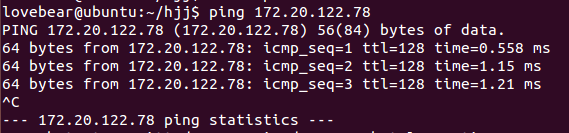 lovebear@ubuntu:~/hjj$ ping 172.20.122.78
PING 172.20.122.78 (172.20.122.78) 56(84) bytes of data.
64 bytes from 172.20.122.78: icmp_seq=1 ttl=128 time=0.558 ms
64 bytes from 172.20.122.78: icmp_seq=2 ttl=128 time=1.15 ms
64 bytes from 172.20.122.78: icmp_seq=3 ttl=128 time=1.21 ms
^C
--- 172.20.122.78 ping statistics ---